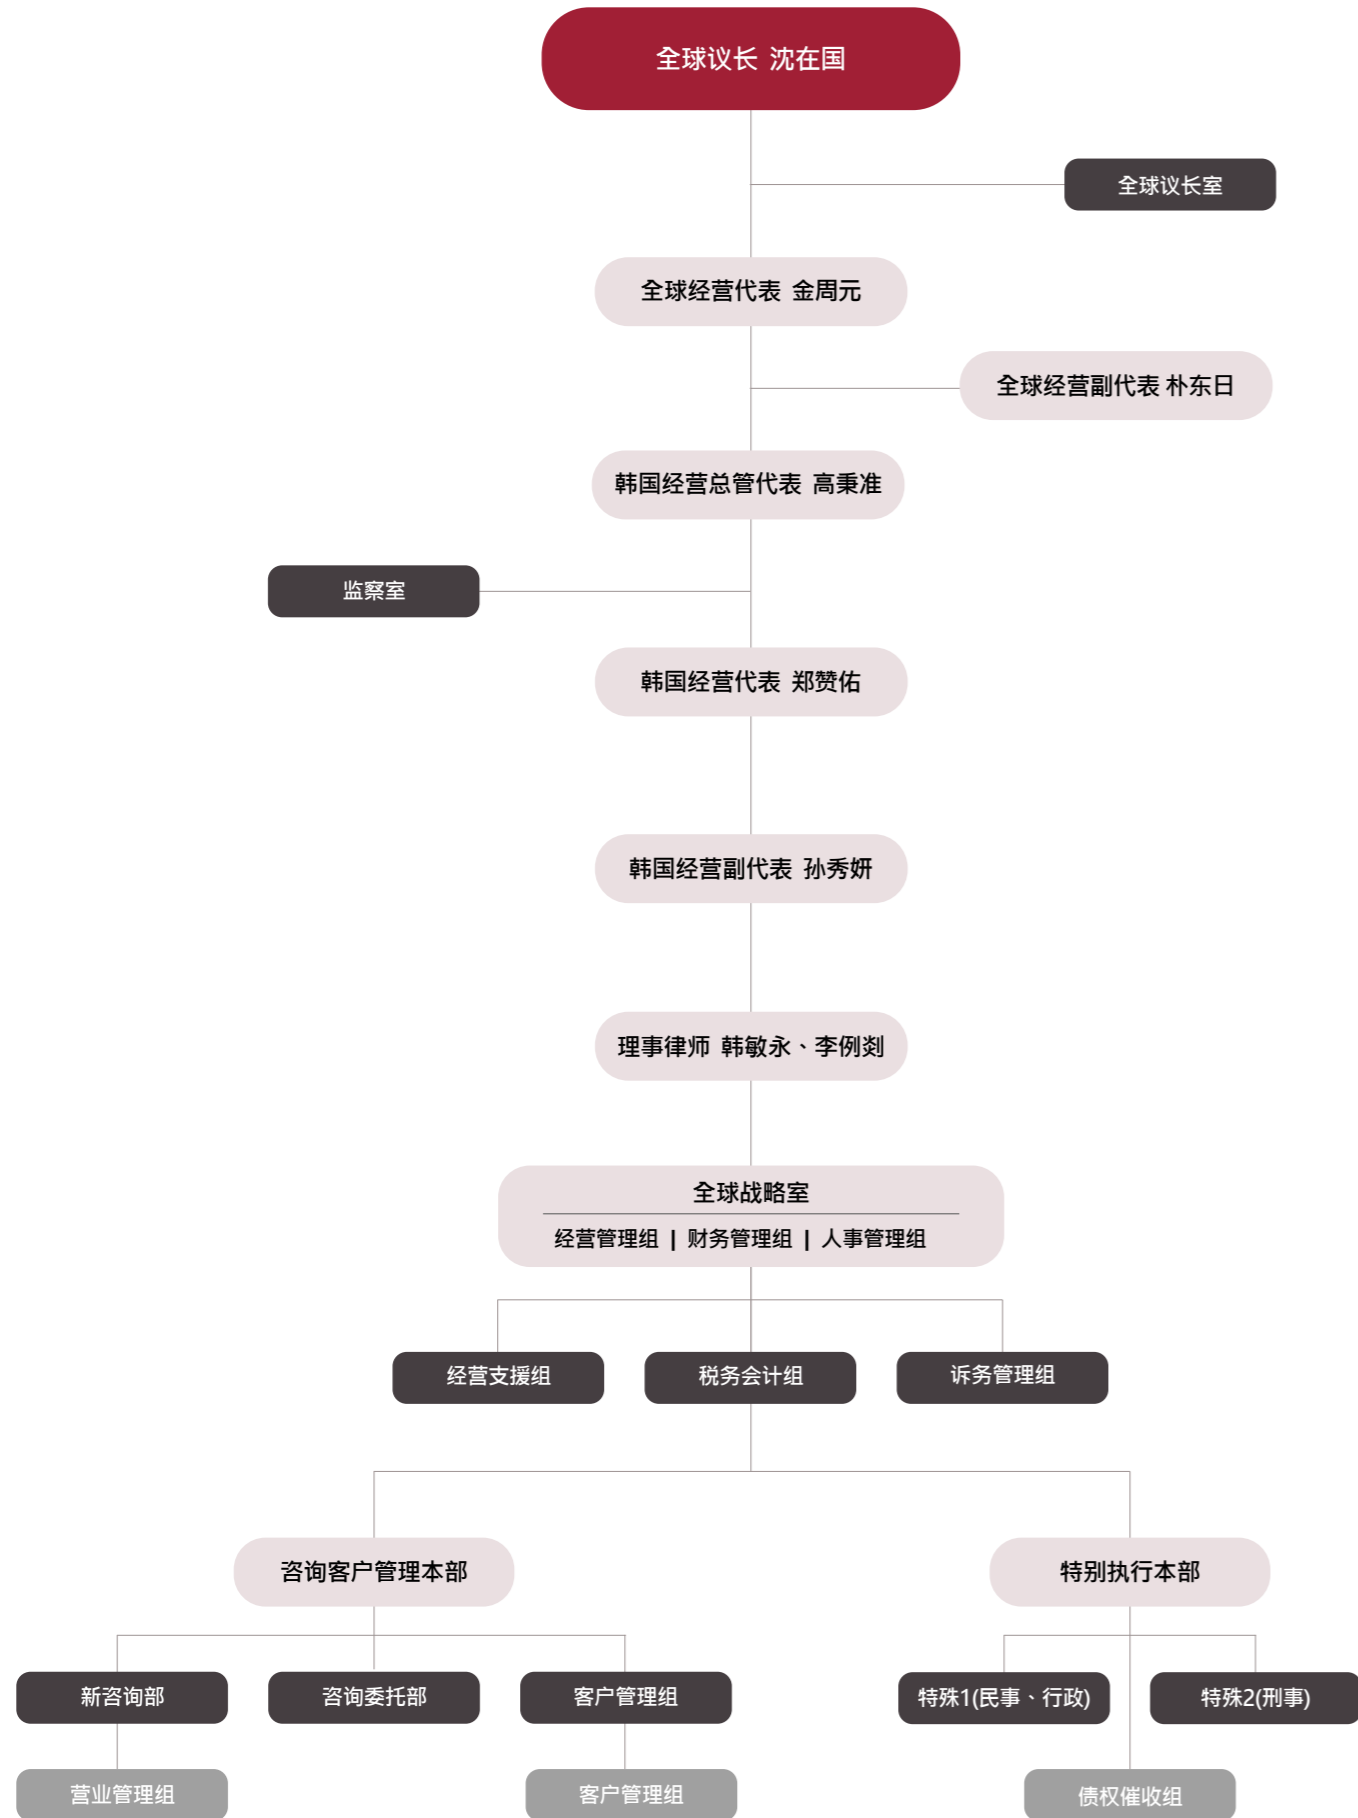 全球议长 沈在国
全球议长室
全球经营代表 金周元
全球经营副代表 朴东日
韩国经营总管代表 高秉准
监察室
韩国经营代表 郑赞佑
韩国经营副代表 孙秀妍
理事律师 韩敏永、李例剡
全球战略室
经营管理组 | 财务管理组 | 人事管理组
经营支援组
税务会计组
诉务管理组
咨询客户管理本部
特别执行本部
新咨询部
咨询委托部
客户管理组
特殊1(民事、行政)
特殊2(刑事)
营业管理组
客户管理组
债权催收组